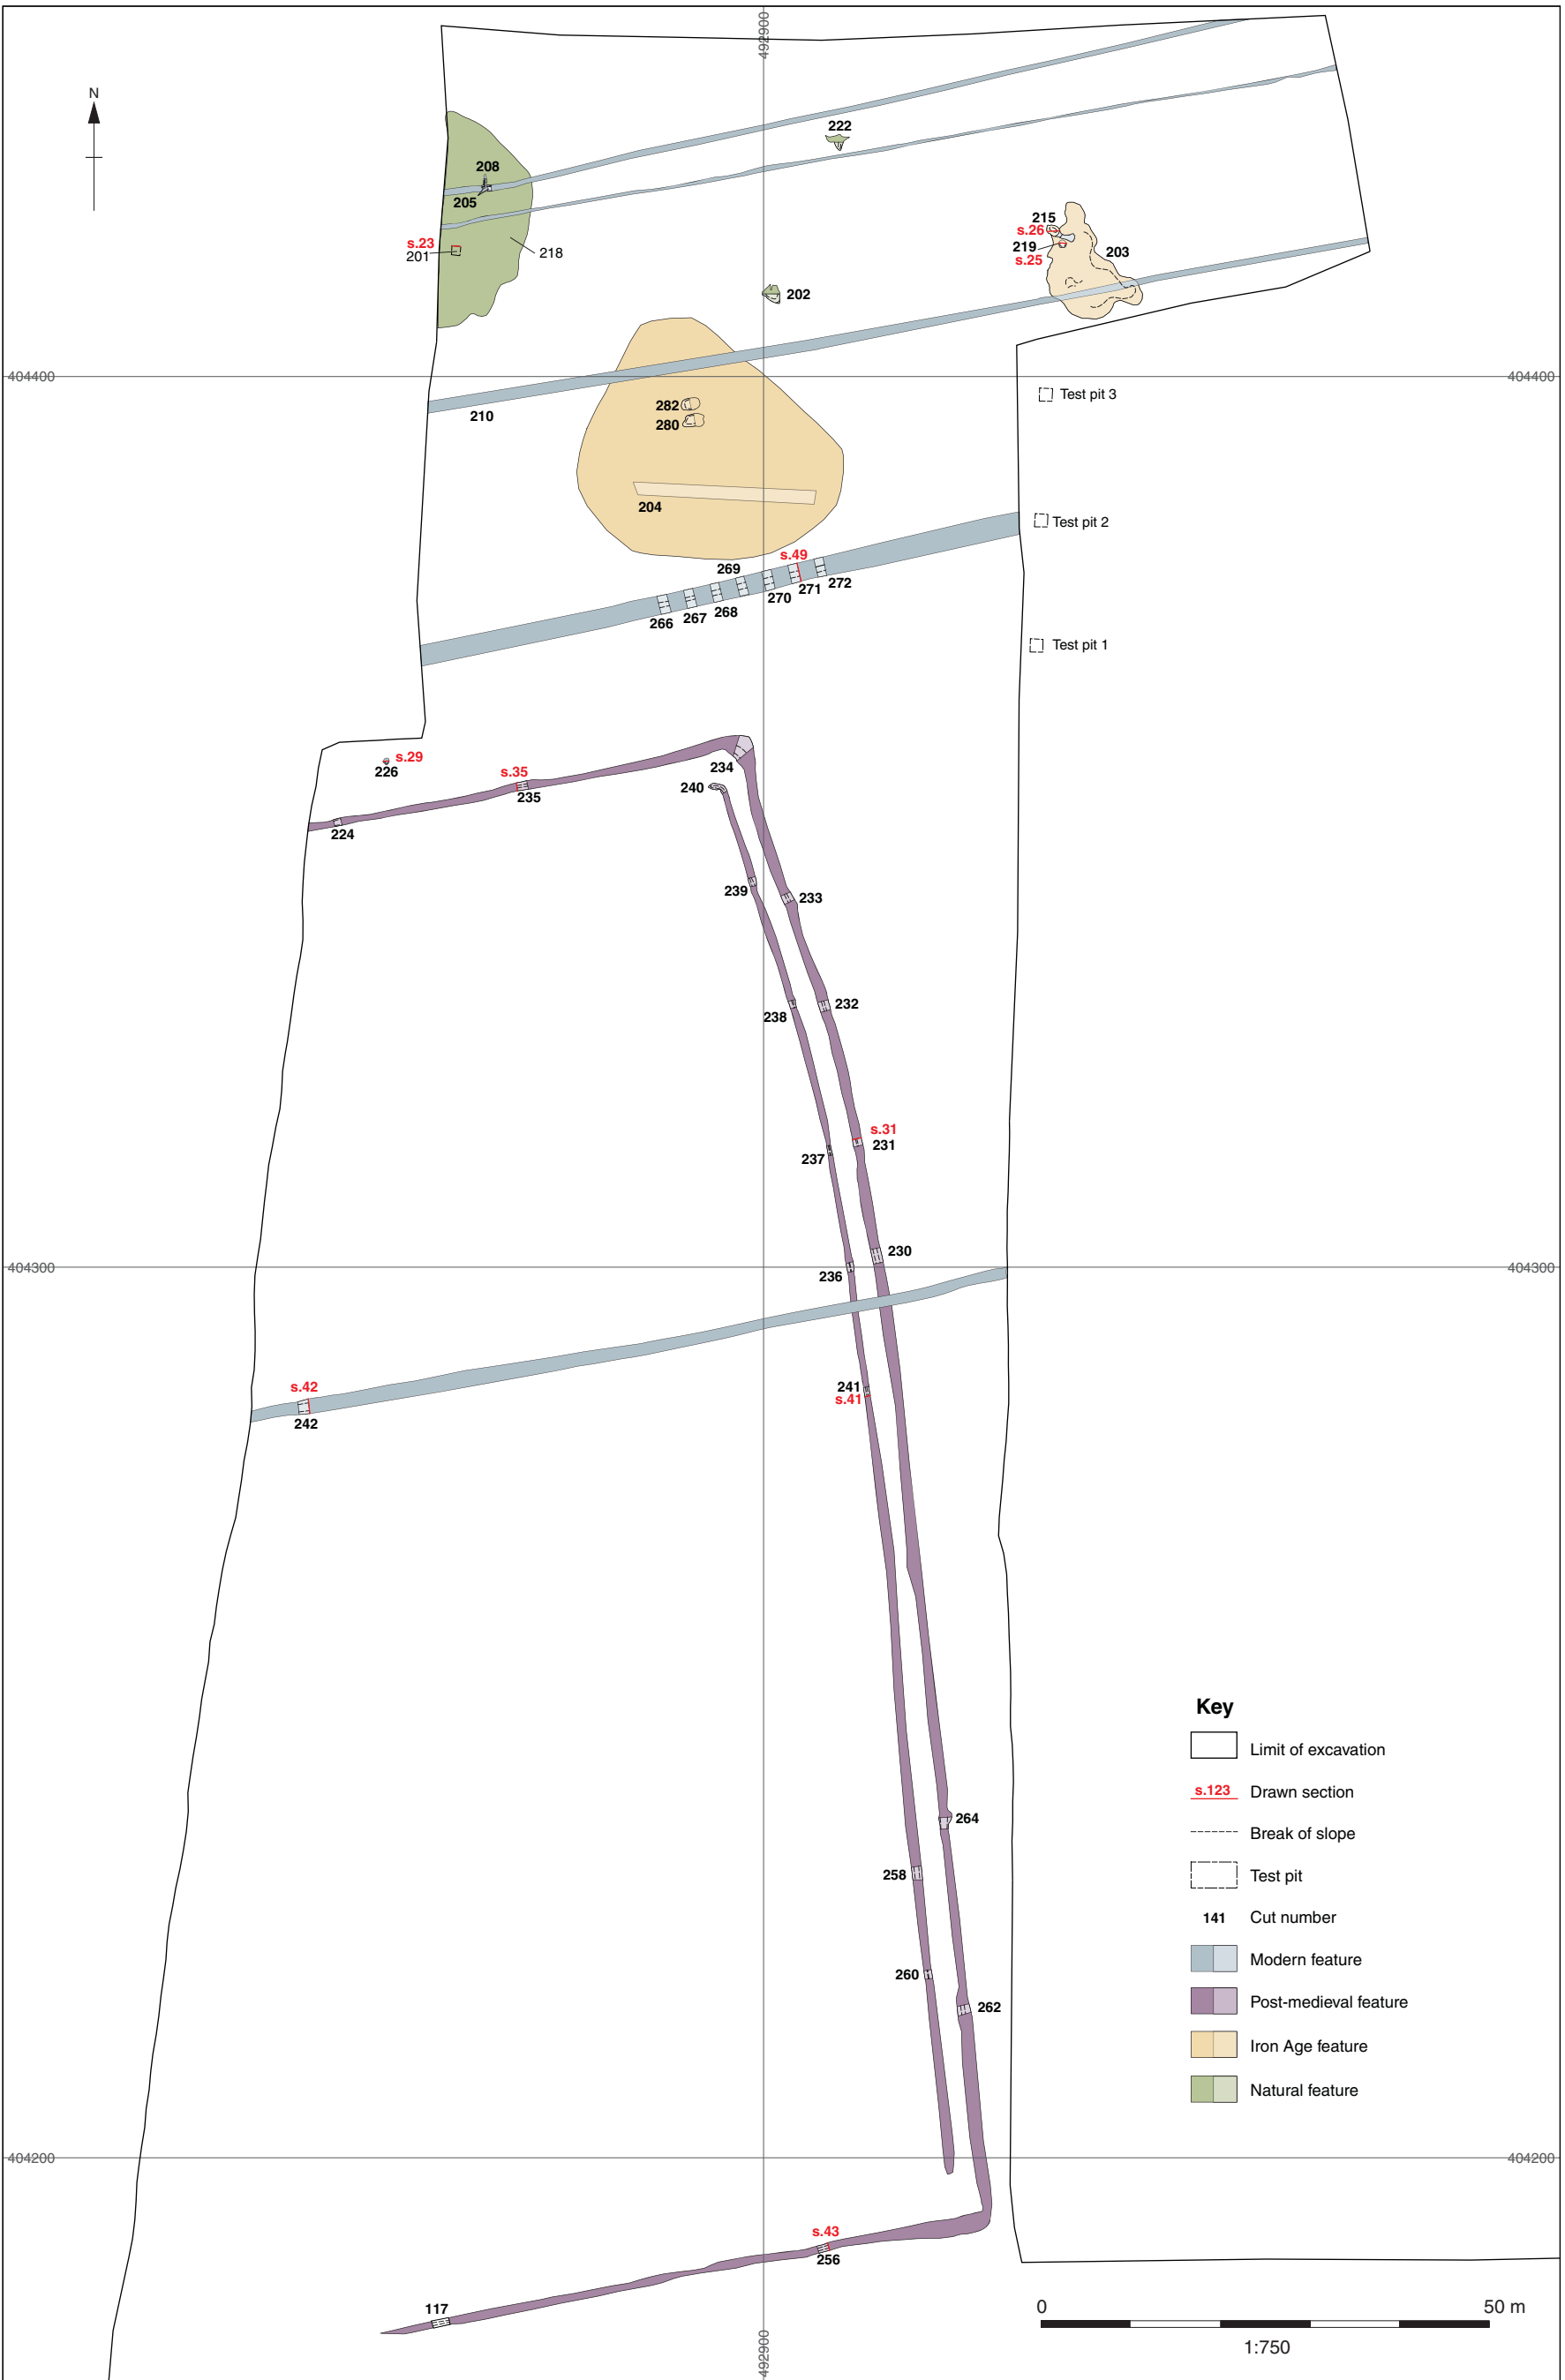 492900
N
222
208
205
s.23
201
218
215
s.26
219
s.25
203
202
404400
404400
Test pit 3
282
280
210
204
Test pit 2
s.49
269
272
271
270
268
267
266
Test pit 1
s.29
226
s.35
235
234
240
224
239
233
232
238
s.31
231
237
230
236
404300
404300
241
s.41
s.42
242
264
258
260
262
Key
Limit of excavation
s.123
Drawn section
Break of slope
Test pit
141
Cut number
Modern feature
Post-medieval feature
Iron Age feature
Natural feature
404200
404200
s.43
256
117
0
50 m
1:750
492900